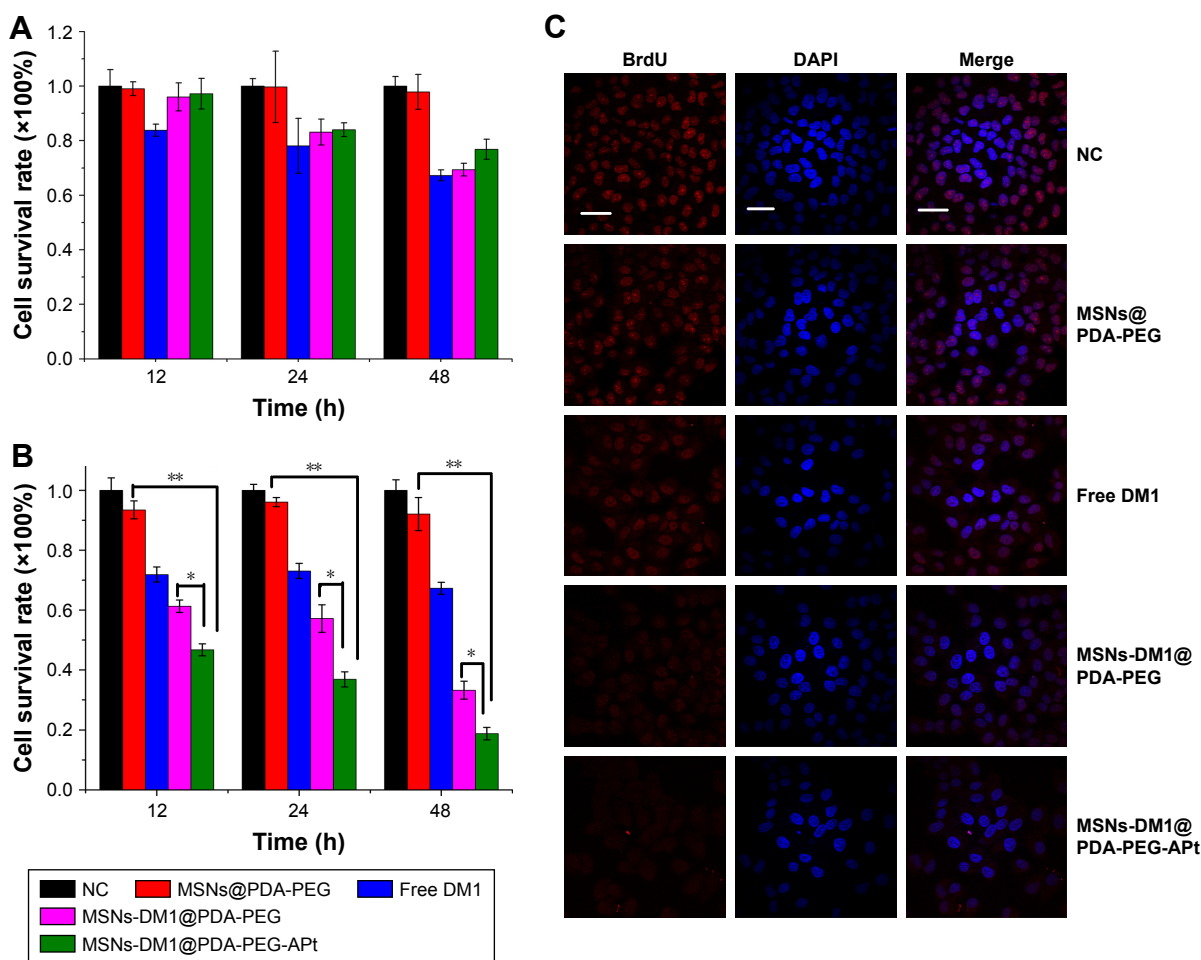 A
Cell survival rate (×100%)
1.2
1.0
0.8
0.6
0.4
0.2
0.0
12
24
48
Time (h)
B
Cell survival rate (×100%)
1.0
0.8
0.6
0.4
0.2
0.0
**
*
**
*
**
*
12
24
48
Time (h)
NC MSNs@PDA-PEG Free DM1
MSNs-DM1@PDA-PEG
MSNs-DM1@PDA-PEG-APt
C
BrdU DAPI Merge
NC
MSNs@
PDA-PEG
Free DM1
MSNs-DM1@
PDA-PEG
MSNs-DM1@
PDA-PEG-APt